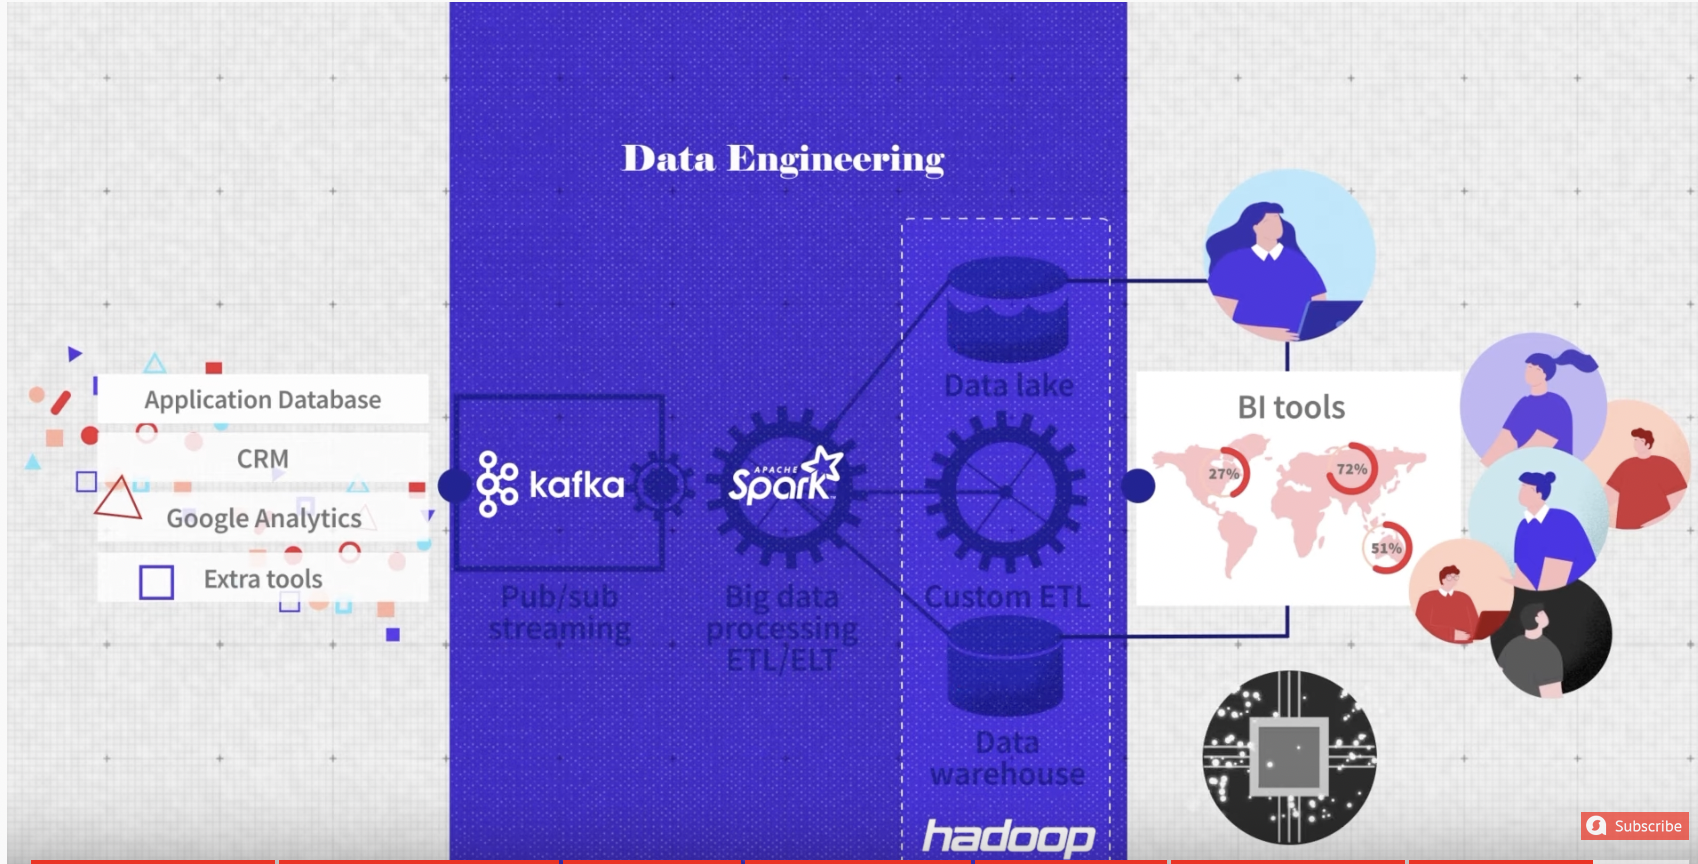 Data Engineering
Application Database
CRM
Google Analytics
Extra tools
kafka
Pub/sub
streaming
APACHE
Spark
Big data
processing
ETL/ELT
Data lake
Custom ETL
Data
warehouse
hadoop
BI tools
27%
72%
51%
Subscribe